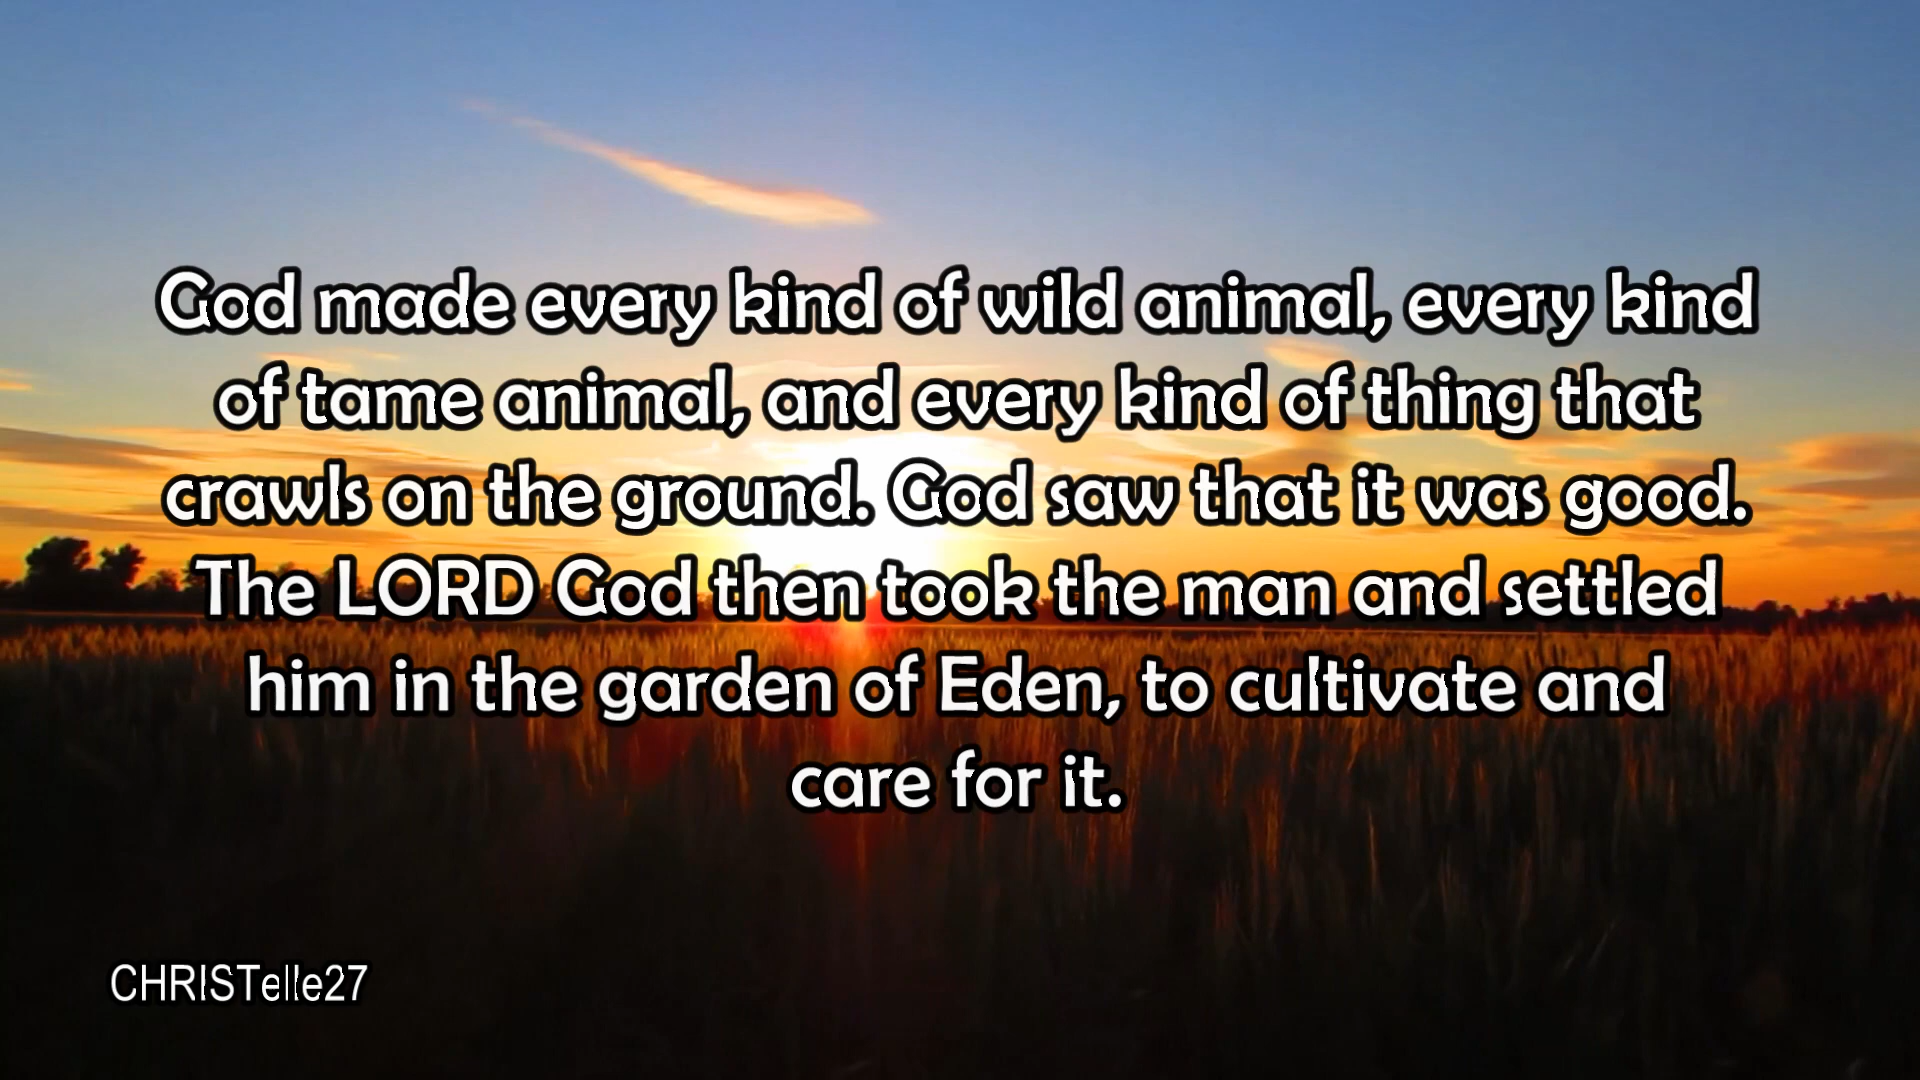 God made every kind of wild animal, every kind
of tame animal, and every kind of thing that
crawls on the ground. God saw that it was good.
The LORD God then took the man and settled
him in the garden of Eden, to cultivate and
care for it.
CHRISTelle27